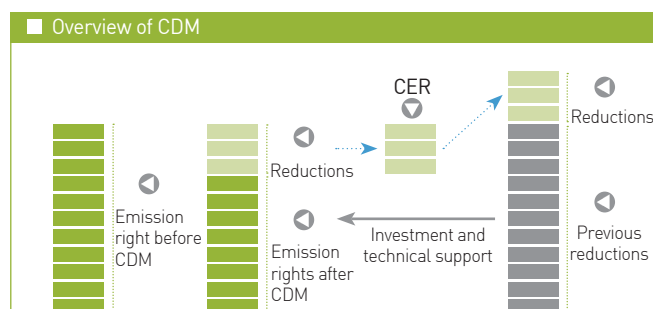 Overview of CDM
CER
Reductions
Reductions
Emission
right before
CDM
Emission
rights after
CDM
Investment and
technical support
Previous
reductions